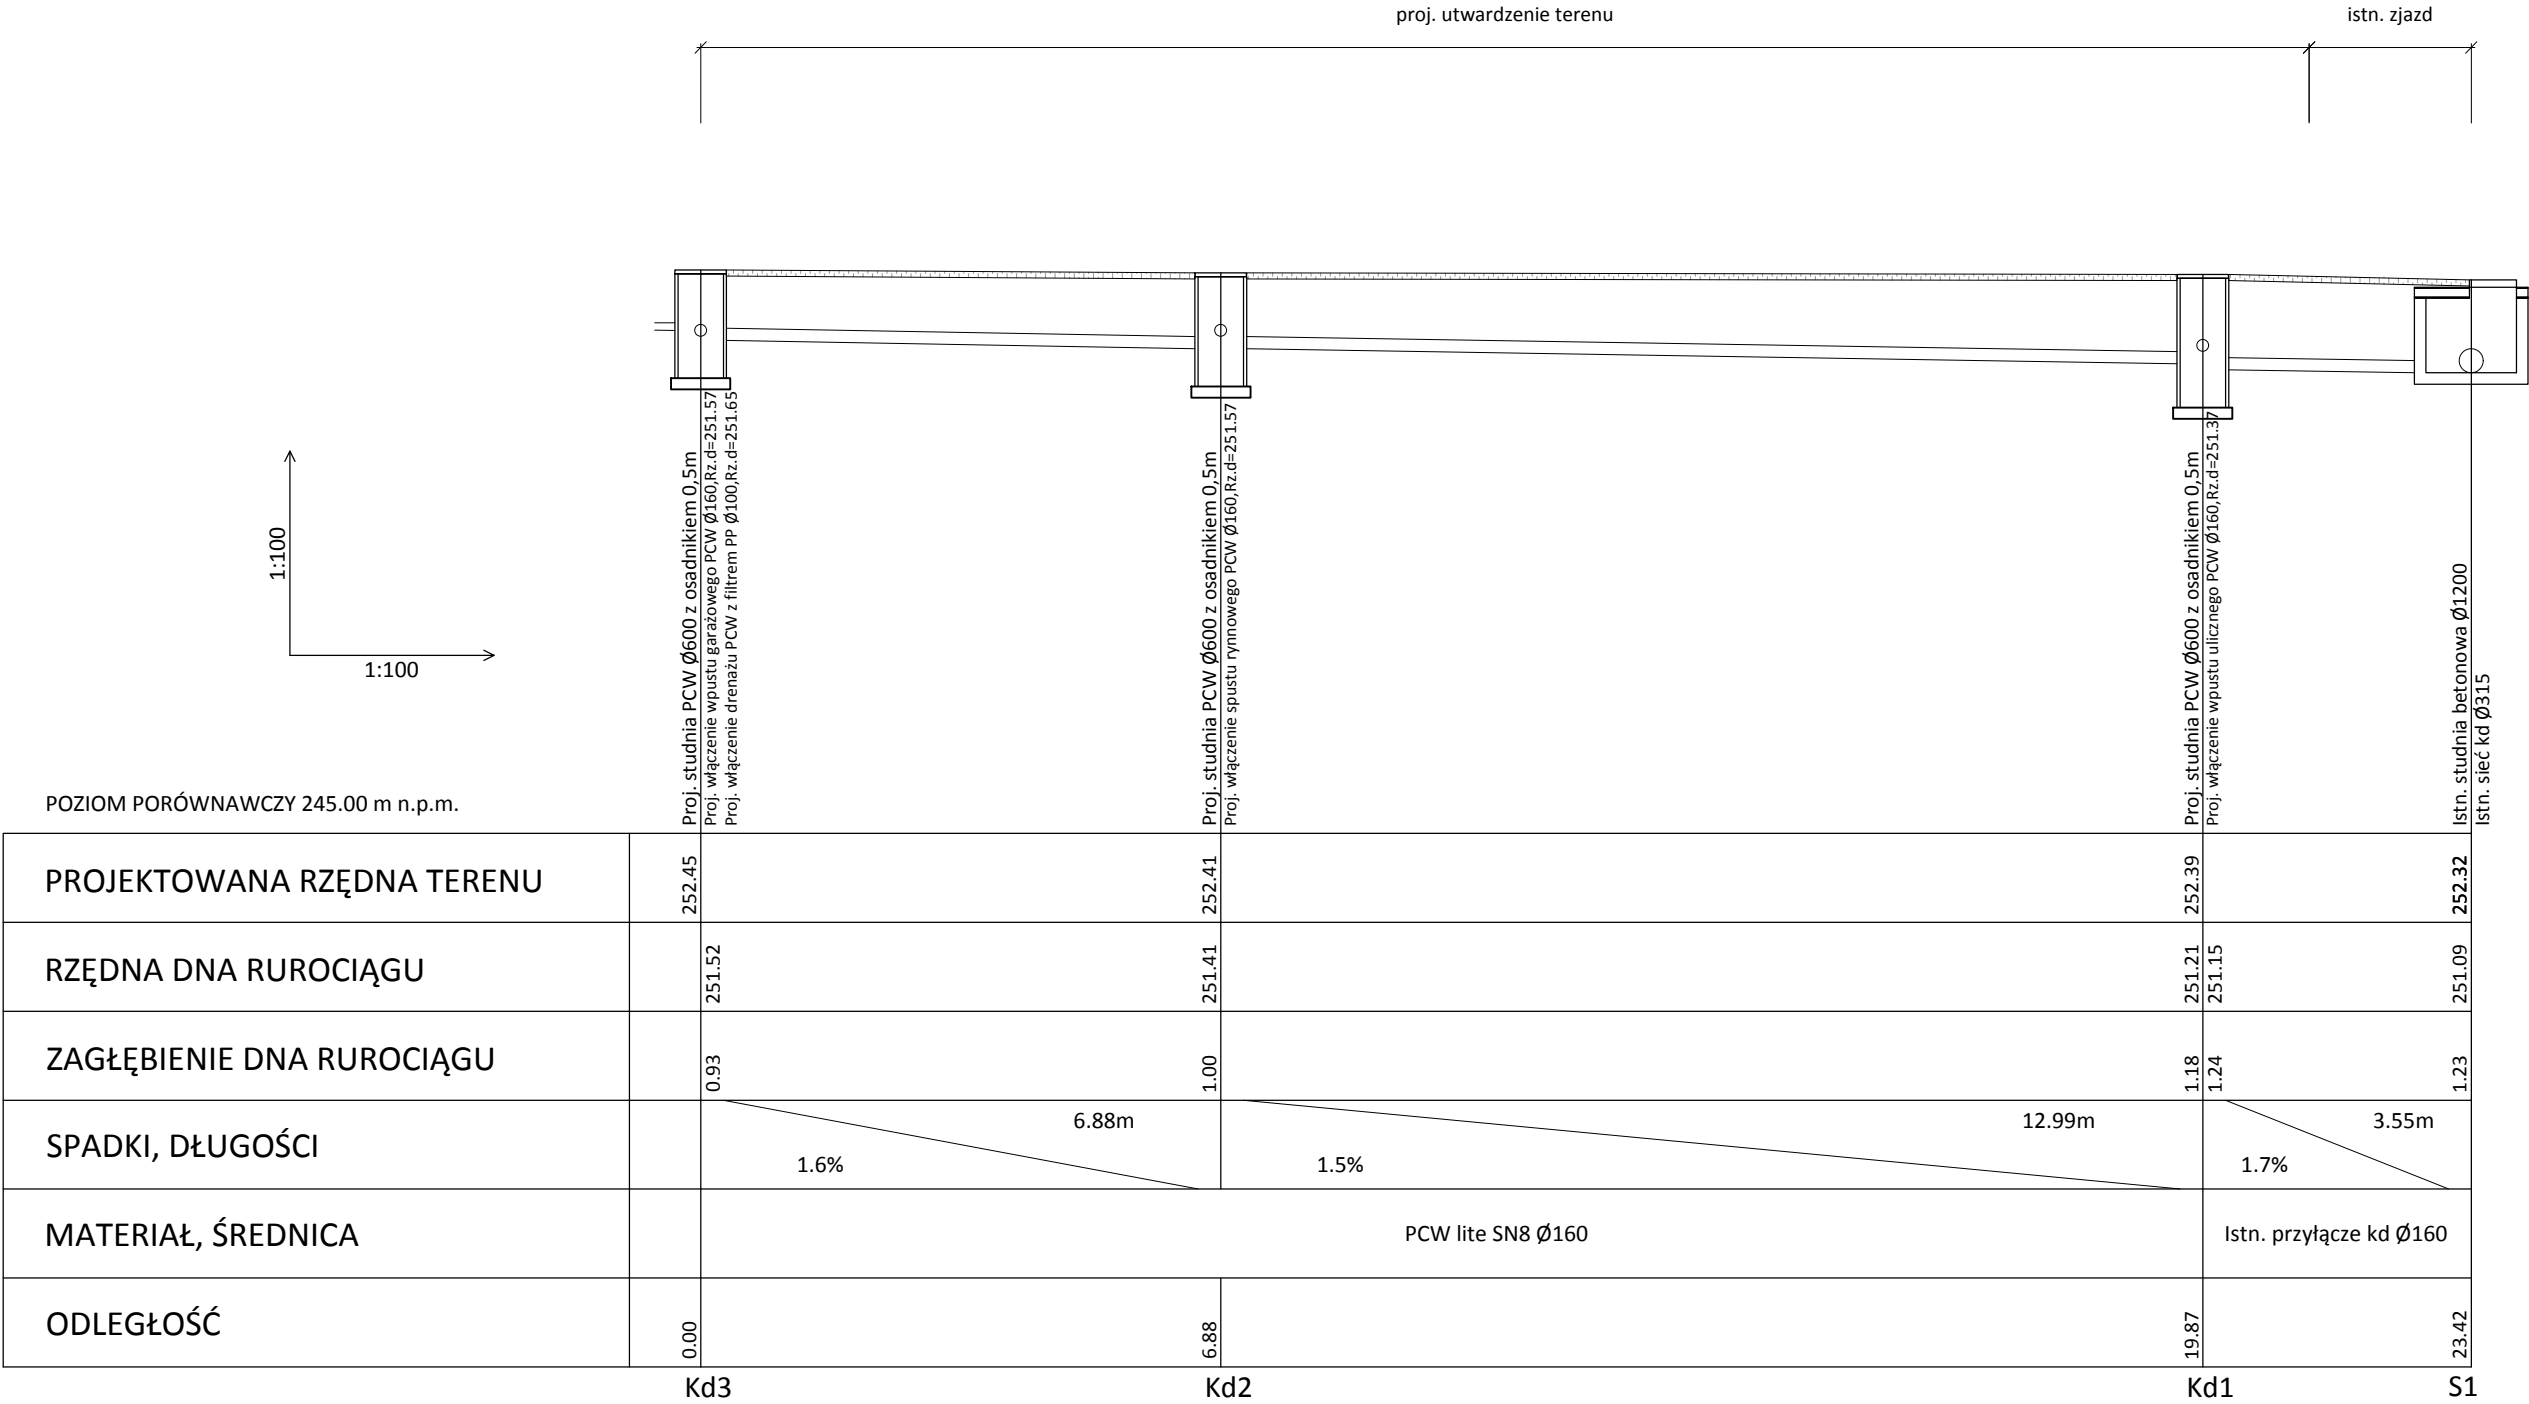 proj. utwardzenie terenu
istn. zjazd
1:100
1:100
Proj. studnia PCW Ø600 z osadnikiem 0,5m
Proj. włączenie wpustu garażowego PCW Ø160,Rz.d=251.57
Proj. włączenie drenażu PCW z filtrem PP Ø100,Rz.d=251.65
Proj. studnia PCW Ø600 z osadnikiem 0,5m
Proj. włączenie spustu rynnowego PCW Ø160,Rz.d=251.57
Proj. studnia PCW Ø600 z osadnikiem 0,5m
Proj. włączenie wpustu ulicznego PCW Ø160,Rz.d=251.37
Istn. studnia betonowa Ø1200
Istn. sieć kd Ø315
POZIOM PORÓWNAWCZY 245.00 m n.p.m.
PROJEKTOWANA RZĘDNA TERENU
252.45
252.41
252.39
252.32
RZĘDNA DNA RUROCIĄGU
251.52
251.41
251.21
251.15
251.09
ZAGŁĘBIENIE DNA RUROCIĄGU
0.93
1.00
1.18
1.24
1.23
SPADKI, DŁUGOŚCI
1.6%
6.88m
1.5%
12.99m
1.7%
3.55m
MATERIAŁ, ŚREDNICA
PCW lite SN8 Ø160
Istn. przyłącze kd Ø160
ODLEGŁOŚĆ
0.00
6.88
19.87
23.42
Kd3
Kd2
Kd1
S1